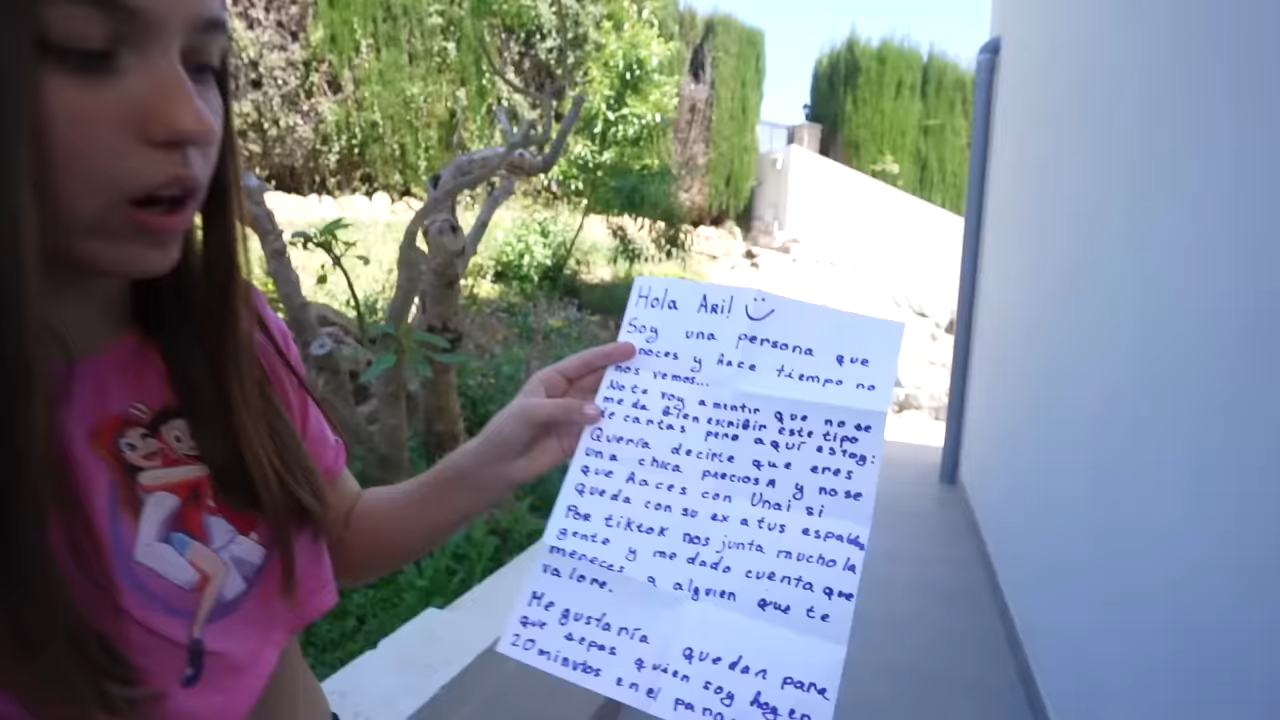 Hola Ari! :)
Soy una persona que
noces y hace tiempo no
nos vemos...
No te voy a mentir que no se
me da bien escribir este tipo
de cartas pero aquí estoy:
Quería decirte que eres
una chica preciosa y no se
que haces con Unai si
queda con su ex a tus espaldas
Por tiktok nos junta mucho la
gente y me dado cuenta que
mereces a alguien que te
valore.
Me gustaría quedar para
que sepas quien soy hoy en
20 minutos en el